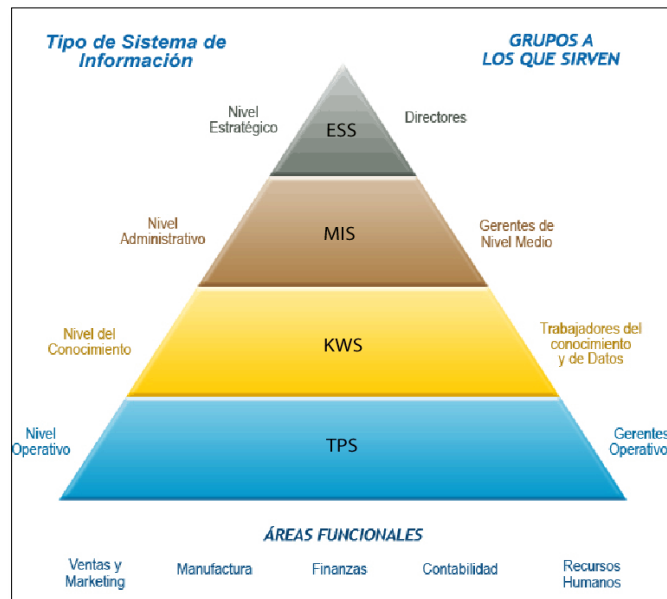 Tipo de Sistema de
Información
GRUPOS A
LOS QUE SIRVEN
Nivel
Estratégico
ESS
Directores
Nivel
Administrativo
MIS
Gerentes de
Nivel Medio
Nivel del
Conocimiento
KWS
Trabajadores del
conocimiento
y de Datos
Nivel
Operativo
TPS
Gerentes
Operativo
ÁREAS FUNCIONALES
Ventas y
Marketing
Manufactura
Finanzas
Contabilidad
Recursos
Humanos